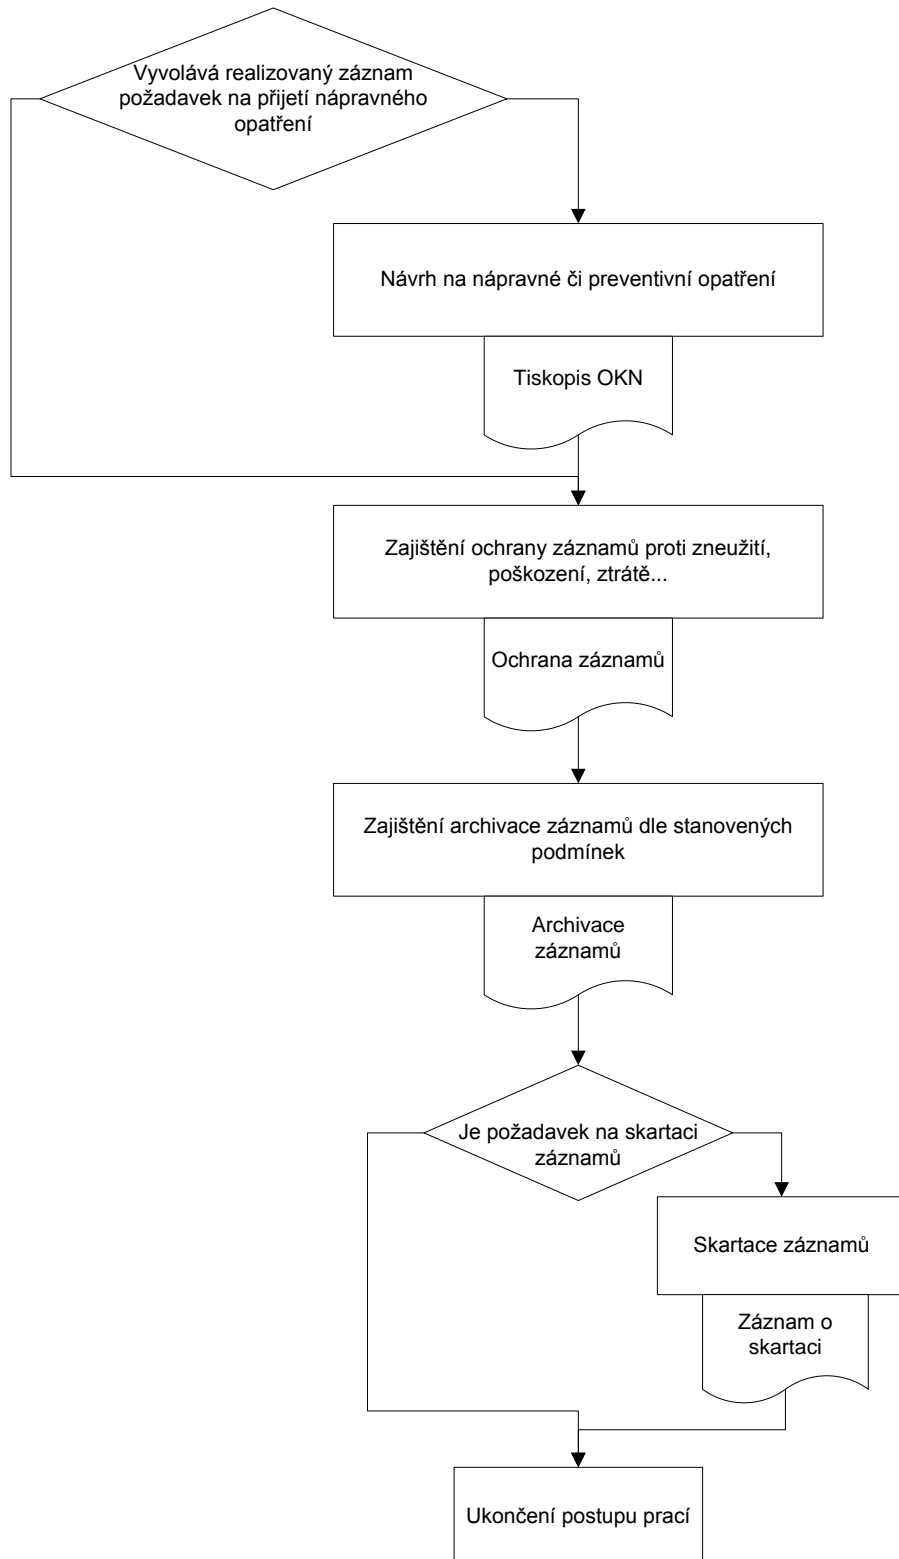 Vyvolává realizovaný záznam
požadavek na přijetí nápravného
opatření
Návrh na nápravné či preventivní opatření
Tiskopis OKN
Zajištění ochrany záznamů proti zneužití,
poškození, ztrátě...
Ochrana záznamů
Zajištění archivace záznamů dle stanovených
podmínek
Archivace
záznamů
Je požadavek na skartaci
záznamů
Skartace záznamů
Záznam o
skartaci
Ukončení postupu prací